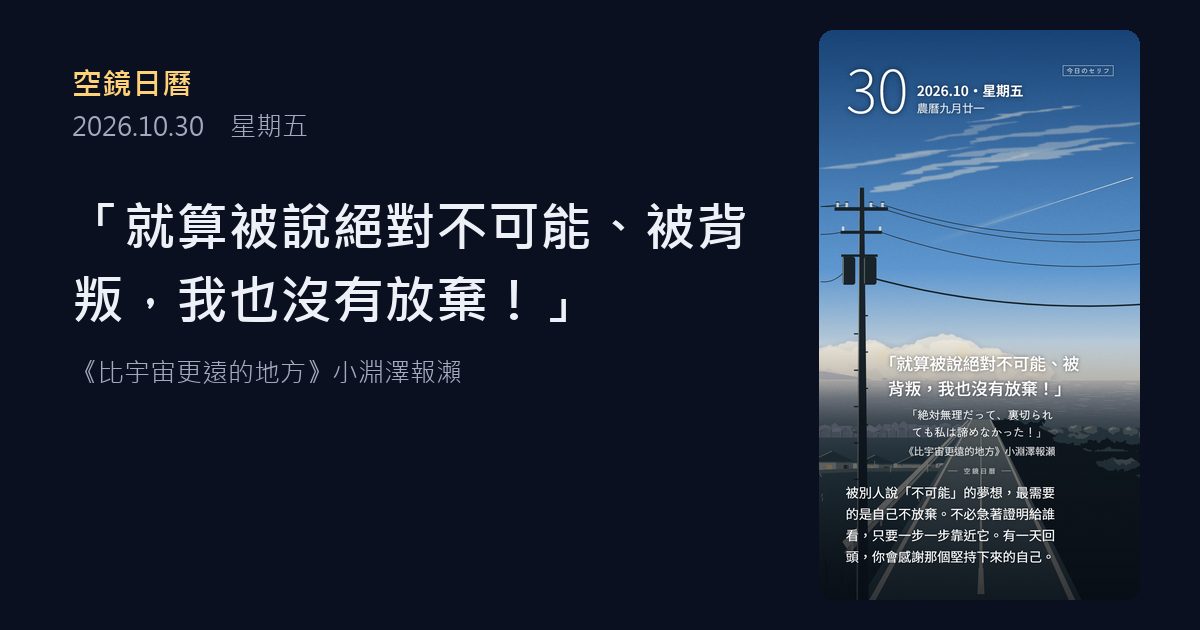 空鏡日曆
2026.10.30 星期五
「就算被說絕對不可能、被背
叛，我也沒有放棄！」
《比宇宙更遠的地方》小淵澤報瀨
30
2026.10・星期五
農曆九月廿一
今日のセリフ
「就算被說絕對不可能、被
背叛，我也沒有放棄！」
「絶対無理だって、裏切られ
ても私は諦めなかった！」
《比宇宙更遠的地方》小淵澤報瀨
— 空鏡日曆 —
被別人說「不可能」的夢想，最需要
的是自己不放棄。不必急著證明給誰
看，只要一步一步靠近它。有一天回
頭，你會感謝那個堅持下來的自己。